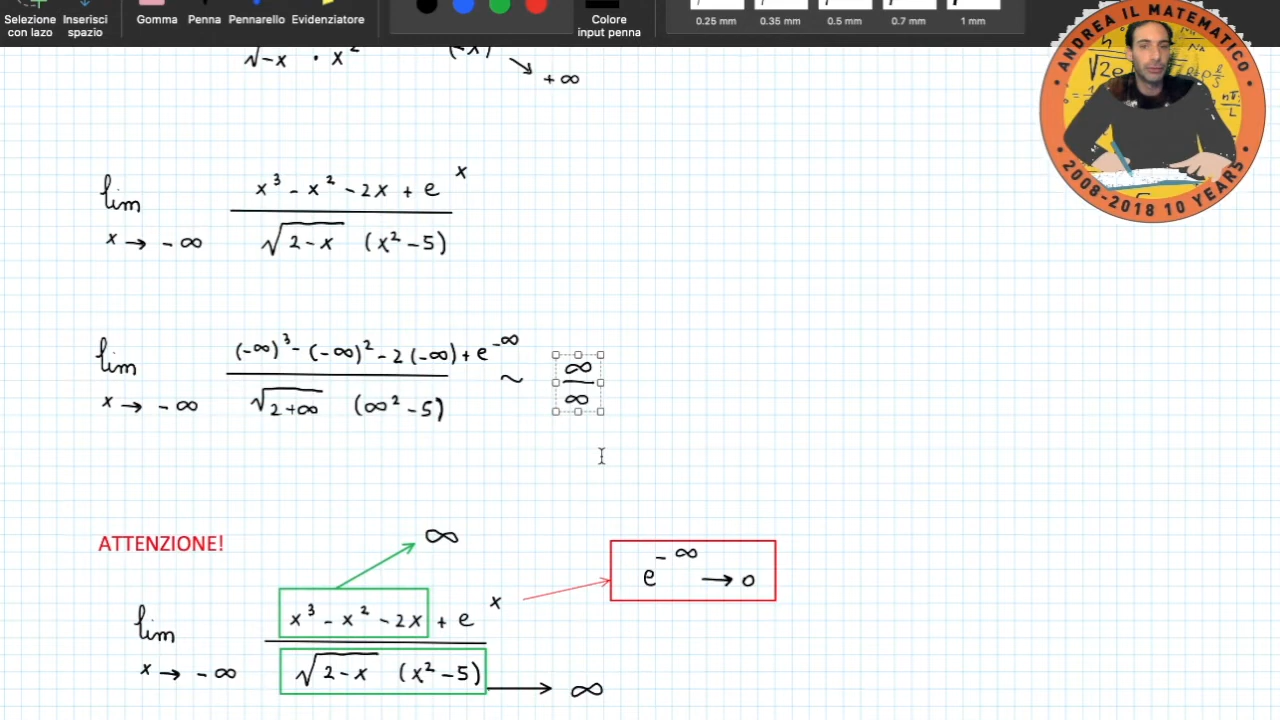 Selezione con lazo
Inserisci spazio
Gomma
Penna
Pennarello
Evidenziatore
Colore input penna
0.25 mm
0.35 mm
0.5 mm
0.7 mm
1 mm
ANDREA IL MATEMATICO
2008-2018 10 YEARS
√-x · x²
(-x)
+∞
lim x³ - x² - 2x + e^x
x → -∞ √2-x (x² - 5)
lim (-∞)³ - (-∞)² - 2(-∞) + e^-∞ ~ ∞
x → -∞ √2+∞ (∞² - 5) ∞
ATTENZIONE!
∞
e^-∞ → 0
lim x³ - x² - 2x + e^x
x → -∞ √2-x (x² - 5) → ∞